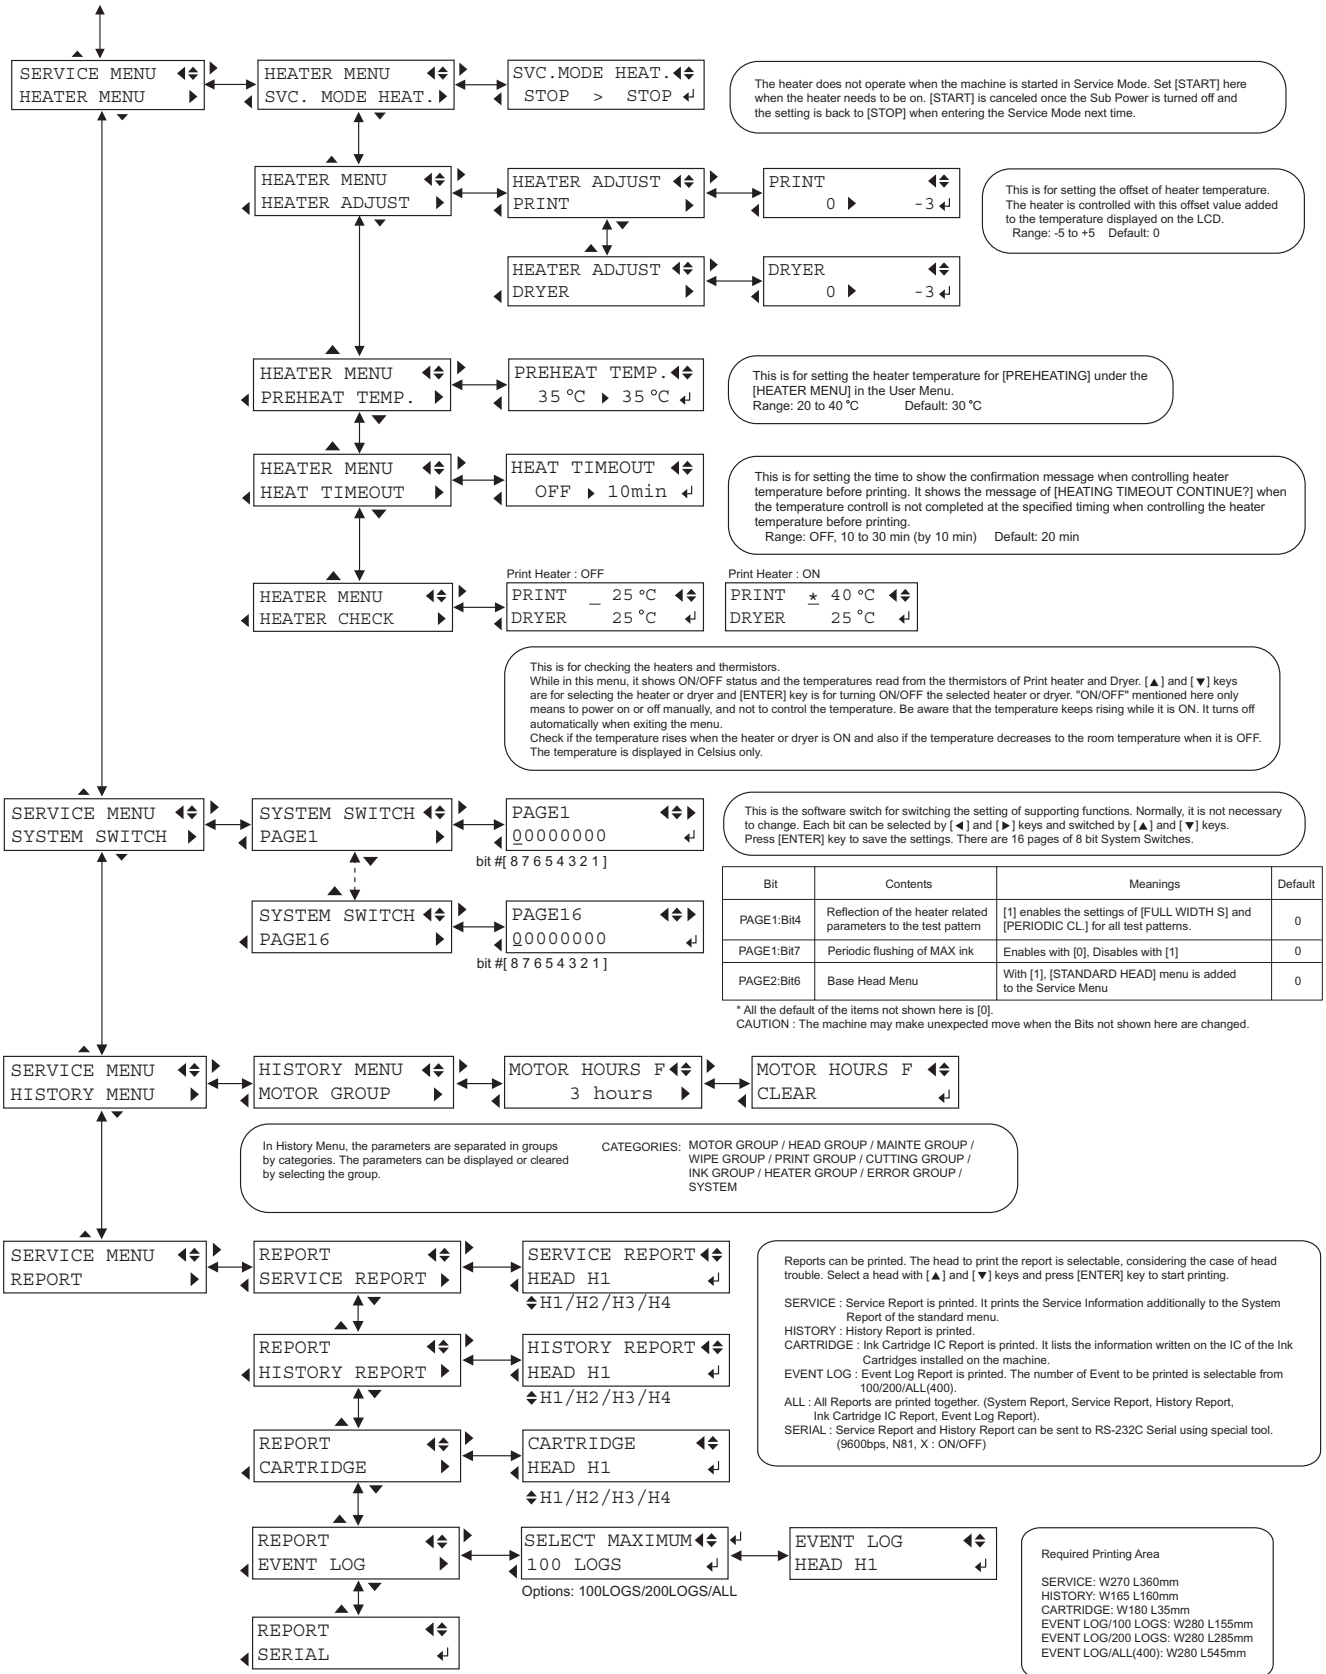 SERVICE MENU
HEATER MENU
HEATER MENU
SVC. MODE HEAT.
SVC.MODE HEAT.
STOP > STOP
The heater does not operate when the machine is started in Service Mode. Set [START] here
when the heater needs to be on. [START] is canceled once the Sub Power is turned off and
the setting is back to [STOP] when entering the Service Mode next time.
HEATER MENU
HEATER ADJUST
HEATER ADJUST
PRINT
PRINT
0 ▶ -3
This is for setting the offset of heater temperature.
The heater is controlled with this offset value added
to the temperature displayed on the LCD.
Range: -5 to +5 Default: 0
HEATER ADJUST
DRYER
DRYER
0 ▶ -3
HEATER MENU
PREHEAT TEMP.
PREHEAT TEMP.
35 °C ▶ 35 °C
This is for setting the heater temperature for [PREHEATING] under the
[HEATER MENU] in the User Menu.
Range: 20 to 40 °C Default: 30 °C
HEATER MENU
HEAT TIMEOUT
HEAT TIMEOUT
OFF ▶ 10min
This is for setting the time to show the confirmation message when controlling heater
temperature before printing. It shows the message of [HEATING TIMEOUT CONTINUE?] when
the temperature controll is not completed at the specified timing when controlling the heater
temperature before printing.
Range: OFF, 10 to 30 min (by 10 min) Default: 20 min
HEATER MENU
HEATER CHECK
Print Heater : OFF
PRINT _ 25 °C
DRYER 25 °C
Print Heater : ON
PRINT * 40 °C
DRYER 25 °C
This is for checking the heaters and thermistors.
While in this menu, it shows ON/OFF status and the temperatures read from the thermistors of Print heater and Dryer. [▲] and [▼] keys
are for selecting the heater or dryer and [ENTER] key is for turning ON/OFF the selected heater or dryer. "ON/OFF" mentioned here only
means to power on or off manually, and not to control the temperature. Be aware that the temperature keeps rising while it is ON. It turns off
automatically when exiting the menu.
Check if the temperature rises when the heater or dryer is ON and also if the temperature decreases to the room temperature when it is OFF.
The temperature is displayed in Celsius only.
SERVICE MENU
SYSTEM SWITCH
SYSTEM SWITCH
PAGE1
PAGE1
00000000
bit #[ 8 7 6 5 4 3 2 1 ]
This is the software switch for switching the setting of supporting functions. Normally, it is not necessary
to change. Each bit can be selected by [◀] and [▶] keys and switched by [▲] and [▼] keys.
Press [ENTER] key to save the settings. There are 16 pages of 8 bit System Switches.
SYSTEM SWITCH
PAGE16
PAGE16
00000000
bit #[ 8 7 6 5 4 3 2 1 ]
Bit Contents Meanings Default
PAGE1:Bit4 Reflection of the heater related parameters to the test pattern [1] enables the settings of [FULL WIDTH S] and [PERIODIC CL.] for all test patterns. 0
PAGE1:Bit7 Periodic flushing of MAX ink Enables with [0], Disables with [1] 0
PAGE2:Bit6 Base Head Menu With [1], [STANDARD HEAD] menu is added to the Service Menu 0
* All the default of the items not shown here is [0].
CAUTION : The machine may make unexpected move when the Bits not shown here are changed.
SERVICE MENU
HISTORY MENU
HISTORY MENU
MOTOR GROUP
MOTOR HOURS F
3 hours
MOTOR HOURS F
CLEAR
In History Menu, the parameters are separated in groups
by categories. The parameters can be displayed or cleared
by selecting the group.
CATEGORIES: MOTOR GROUP / HEAD GROUP / MAINTE GROUP /
WIPE GROUP / PRINT GROUP / CUTTING GROUP /
INK GROUP / HEATER GROUP / ERROR GROUP /
SYSTEM
SERVICE MENU
REPORT
REPORT
SERVICE REPORT
SERVICE REPORT
HEAD H1
H1/H2/H3/H4
REPORT
HISTORY REPORT
HISTORY REPORT
HEAD H1
H1/H2/H3/H4
REPORT
CARTRIDGE
CARTRIDGE
HEAD H1
H1/H2/H3/H4
Reports can be printed. The head to print the report is selectable, considering the case of head
trouble. Select a head with [▲] and [▼] keys and press [ENTER] key to start printing.
SERVICE : Service Report is printed. It prints the Service Information additionally to the System
Report of the standard menu.
HISTORY : History Report is printed.
CARTRIDGE : Ink Cartridge IC Report is printed. It lists the information written on the IC of the Ink
Cartridges installed on the machine.
EVENT LOG : Event Log Report is printed. The number of Event to be printed is selectable from
100/200/ALL(400).
ALL : All Reports are printed together. (System Report, Service Report, History Report,
Ink Cartridge IC Report, Event Log Report).
SERIAL : Service Report and History Report can be sent to RS-232C Serial using special tool.
(9600bps, N81, X : ON/OFF)
REPORT
EVENT LOG
SELECT MAXIMUM
100 LOGS
Options: 100LOGS/200LOGS/ALL
EVENT LOG
HEAD H1
REPORT
SERIAL
Required Printing Area
SERVICE: W270 L360mm
HISTORY: W165 L160mm
CARTRIDGE: W180 L35mm
EVENT LOG/100 LOGS: W280 L155mm
EVENT LOG/200 LOGS: W280 L285mm
EVENT LOG/ALL(400): W280 L545mm